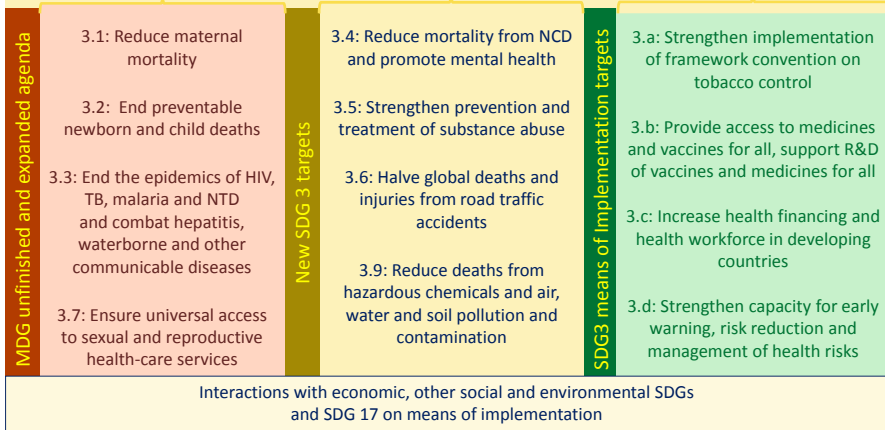 MDG unfinished and expanded agenda
3.1: Reduce maternal
mortality
3.2: End preventable
newborn and child deaths
3.3: End the epidemics of HIV,
TB, malaria and NTD
and combat hepatitis,
waterborne and other
communicable diseases
3.7: Ensure universal access
to sexual and reproductive
health-care services
New SDG 3 targets
3.4: Reduce mortality from NCD
and promote mental health
3.5: Strengthen prevention and
treatment of substance abuse
3.6: Halve global deaths and
injuries from road traffic
accidents
3.9: Reduce deaths from
hazardous chemicals and air,
water and soil pollution and
contamination
SDG3 means of Implementation targets
3.a: Strengthen implementation
of framework convention on
tobacco control
3.b: Provide access to medicines
and vaccines for all, support R&D
of vaccines and medicines for all
3.c: Increase health financing and
health workforce in developing
countries
3.d: Strengthen capacity for early
warning, risk reduction and
management of health risks
Interactions with economic, other social and environmental SDGs
and SDG 17 on means of implementation